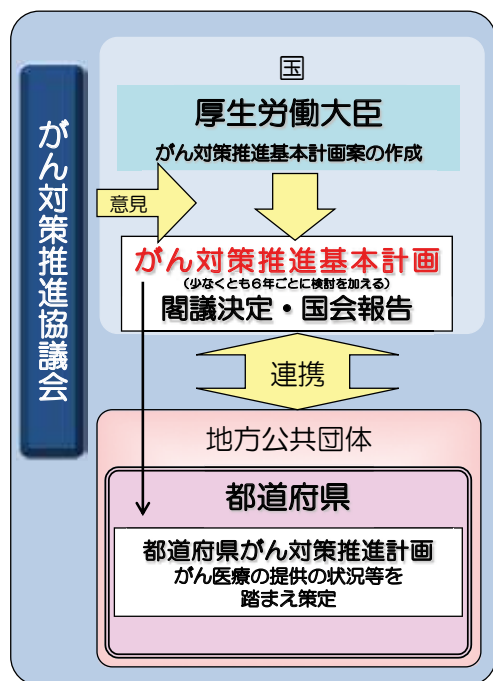 がん対策推進協議会
国
厚生労働大臣
がん対策推進基本計画案の作成
意見
がん対策推進基本計画
(少なくとも６年ごとに検討を加える)
閣議決定・国会報告
連携
地方公共団体
都道府県
都道府県がん対策推進計画
がん医療の提供の状況等を
踏まえ策定